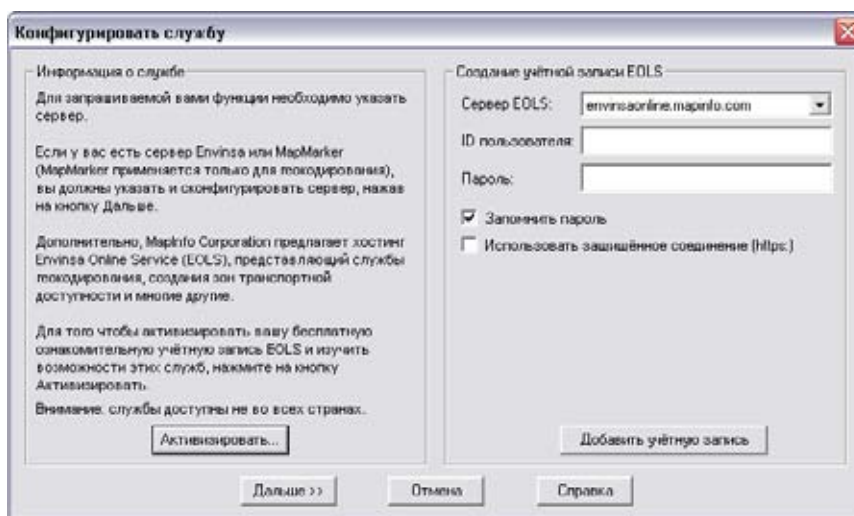 Конфигурировать службу
Информация о службе
Для запрашиваемой вами функции необходимо указать
сервер.
Если у вас есть сервер Envinsa или MapMarker
(MapMarker применяется только для геокодирования),
вы должны указать и сконфигурировать сервер, нажав
на кнопку Дальше.
Дополнительно, MapInfo Corporation предлагает хостинг
Envinsa Online Service (EOLS), представляющий службы
геокодирования, создания зон транспортной
доступности и многие другие.
Для того чтобы активизировать вашу бесплатную
ознакомительную учётную запись EOLS и изучить
возможности этих служб, нажмите на кнопку
Активизировать.
Внимание: службы доступны не во всех странах.
Активизировать...
Создание учётной записи EOLS
Сервер EOLS:
envinsaonline.mapinfo.com
ID пользователя:
Пароль:
Запомнить пароль
Использовать защищённое соединение (https:)
Добавить учётную запись
Дальше >>
Отмена
Справка